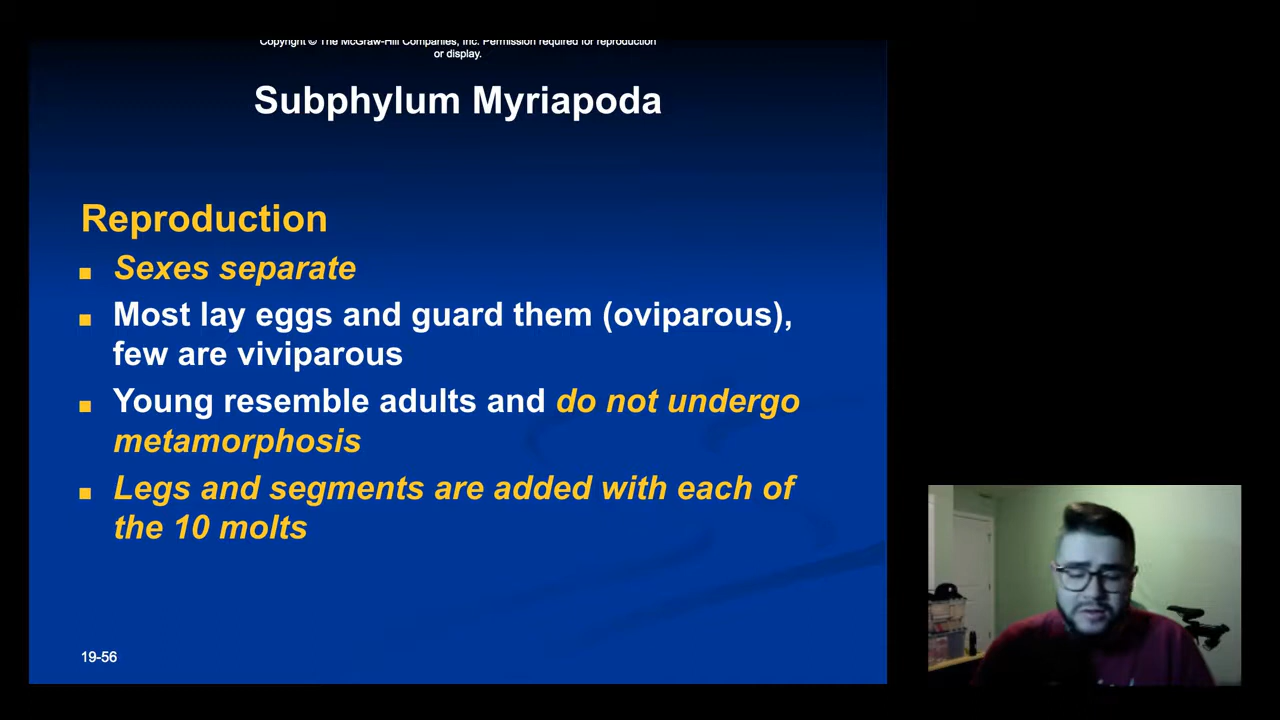 Copyright © The McGraw-Hill Companies, Inc. Permission required for reproduction
or display.
Subphylum Myriapoda
Reproduction
Sexes separate
Most lay eggs and guard them (oviparous),
few are viviparous
Young resemble adults and do not undergo
metamorphosis
Legs and segments are added with each of
the 10 molts
19-56